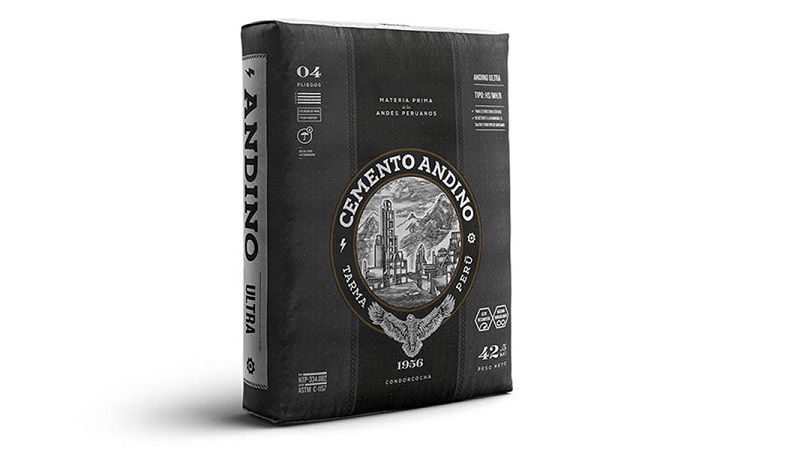 ANDINO
ULTRA
04
PLIEGOS
MATERIA PRIMA
de los
ANDES PERUANOS
ANDINO ULTRA
TIPO: HS/MH/R
CEMENTO ANDINO
TARMA
PERÚ
1956
CONDORCOCHA
NTP-334.082
ASTM C-1157
42.5
PESO NETO